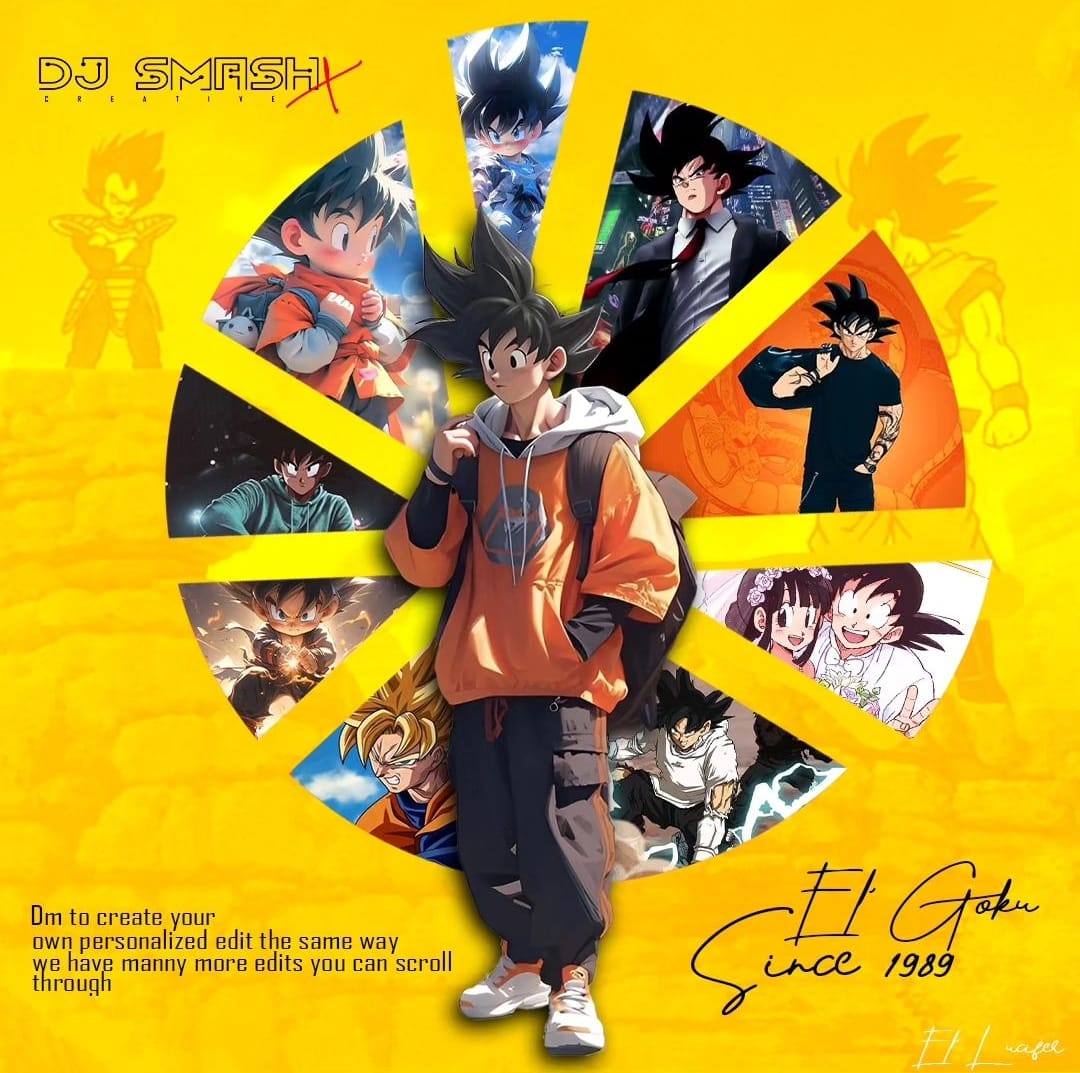 DJ SMASHX
CREATIVE
Dm to create your
own personalized edit the same way
we have manny more edits you can scroll
through
El' Goku
Since 1989